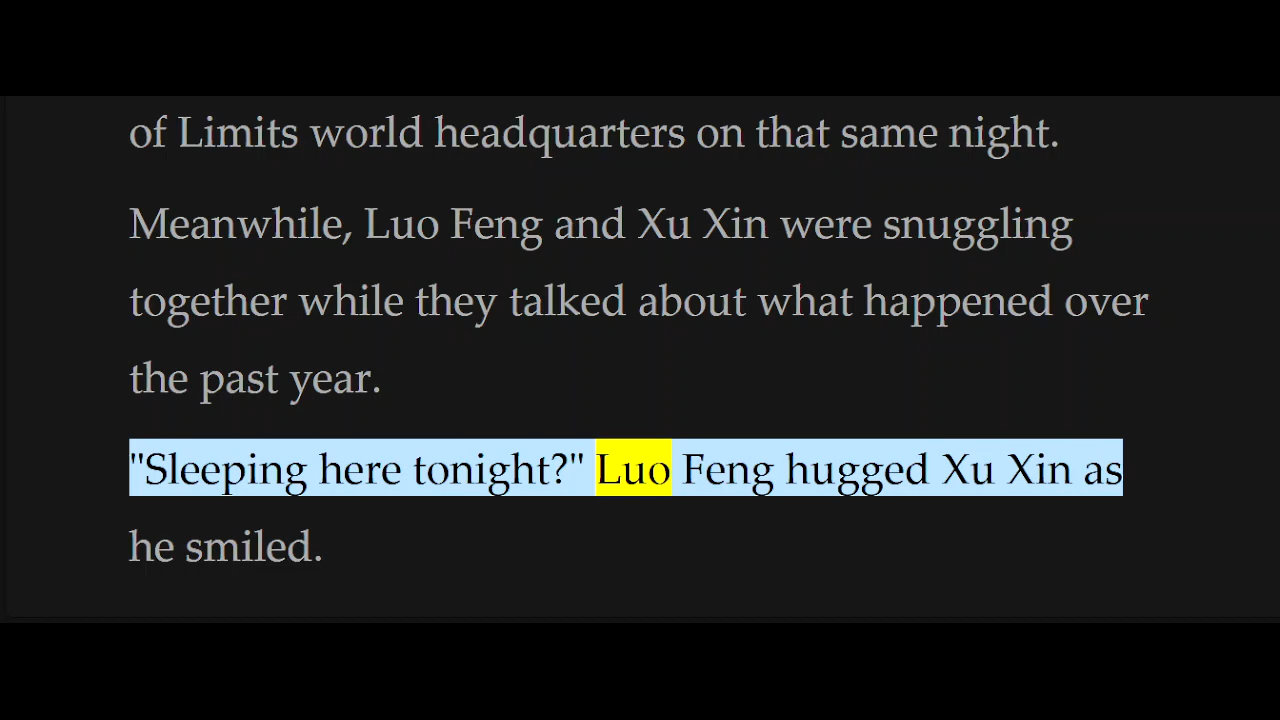 of Limits world headquarters on that same night.
Meanwhile, Luo Feng and Xu Xin were snuggling
together while they talked about what happened over
the past year.
"Sleeping here tonight?" Luo Feng hugged Xu Xin as
he smiled.